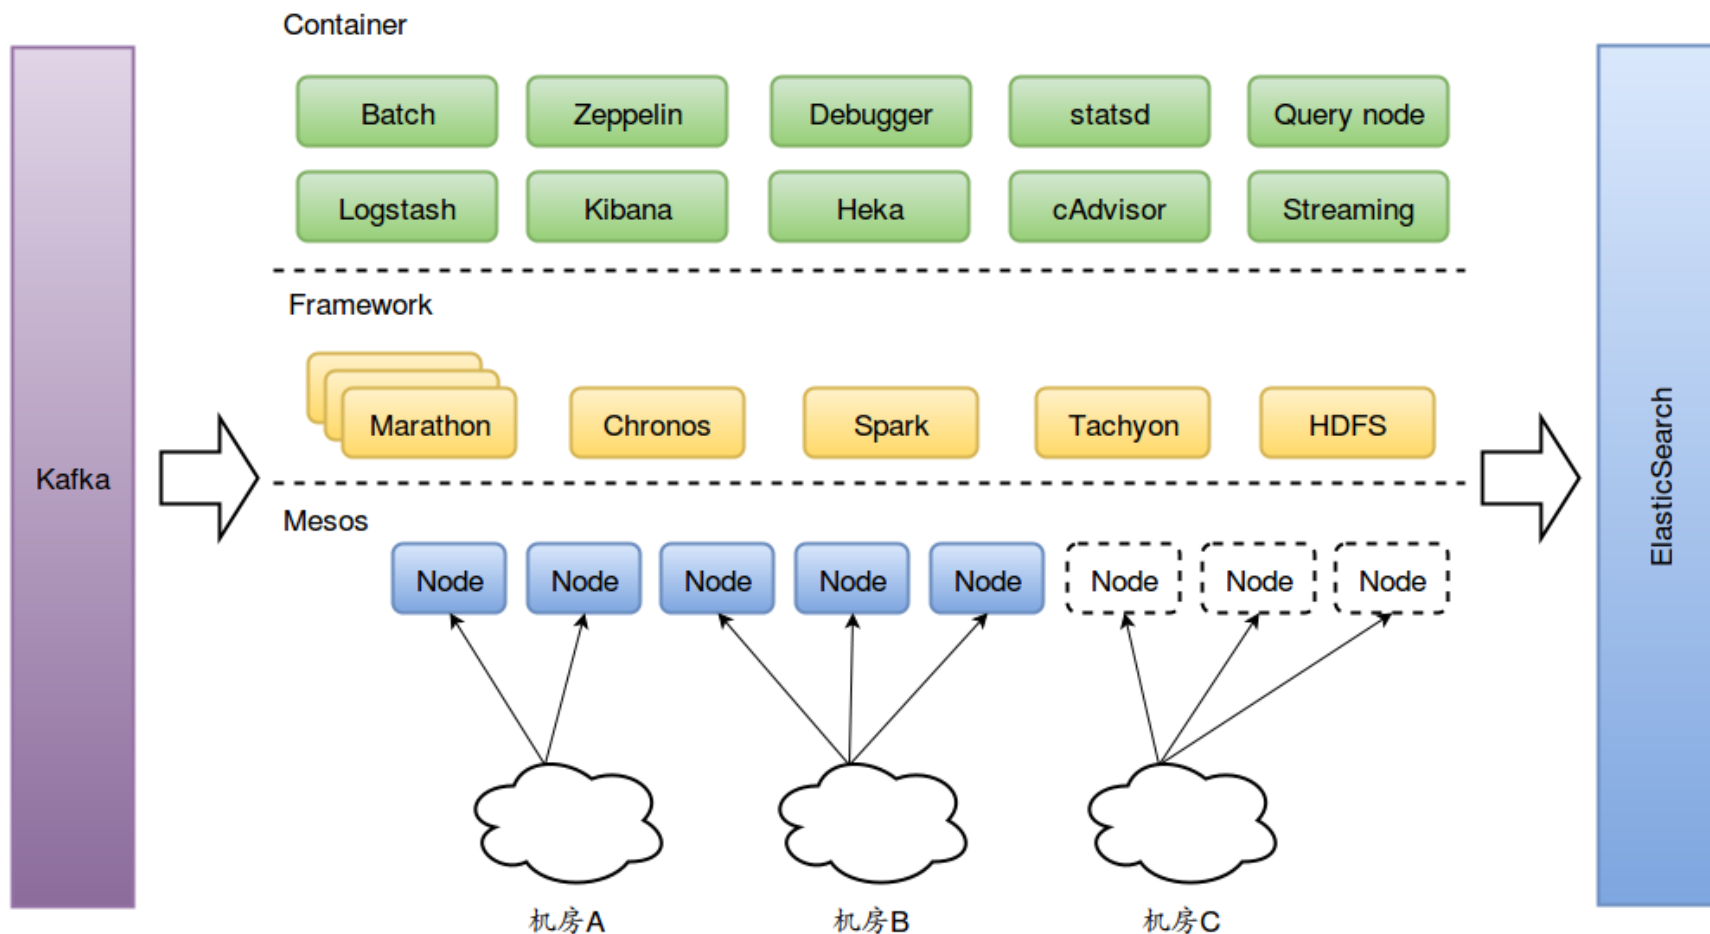 Container
Batch
Zeppelin
Debugger
statsd
Query node
Logstash
Kibana
Heka
cAdvisor
Streaming
Framework
Marathon
Chronos
Spark
Tachyon
HDFS
Kafka
ElasticSearch
Mesos
Node
Node
Node
Node
Node
Node
Node
Node
机房A
机房B
机房C